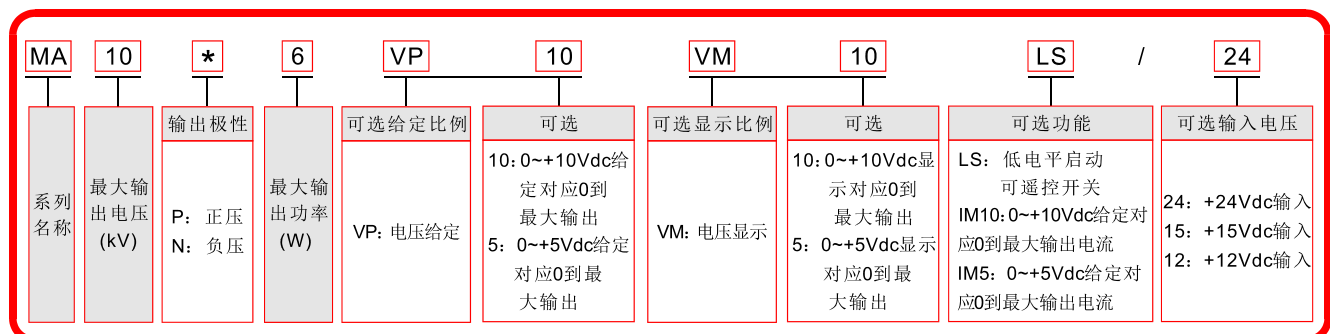 MA 10 * 6 VP 10 VM 10 LS / 24
系列
名称
最大输
出电压
(kV)
输出极性
P：正压
N：负压
最大输
出功率
(W)
可选给定比例
VP：电压给定
可选
10：0~+10Vdc给
定对应0到
最大输出
5：0~+5Vdc给定
对应0到最
大输出
可选显示比例
VM：电压显示
可选
10：0~+10Vdc显
示对应0到
最大输出
5：0~+5Vdc显示
对应0到最
大输出
可选功能
LS：低电平启动
可遥控开关
IM10：0~+10Vdc给定对
应0到最大输出电流
IM5：0~+5Vdc给定对
应0到最大输出电流
可选输入电压
24：+24Vdc输入
15：+15Vdc输入
12：+12Vdc输入